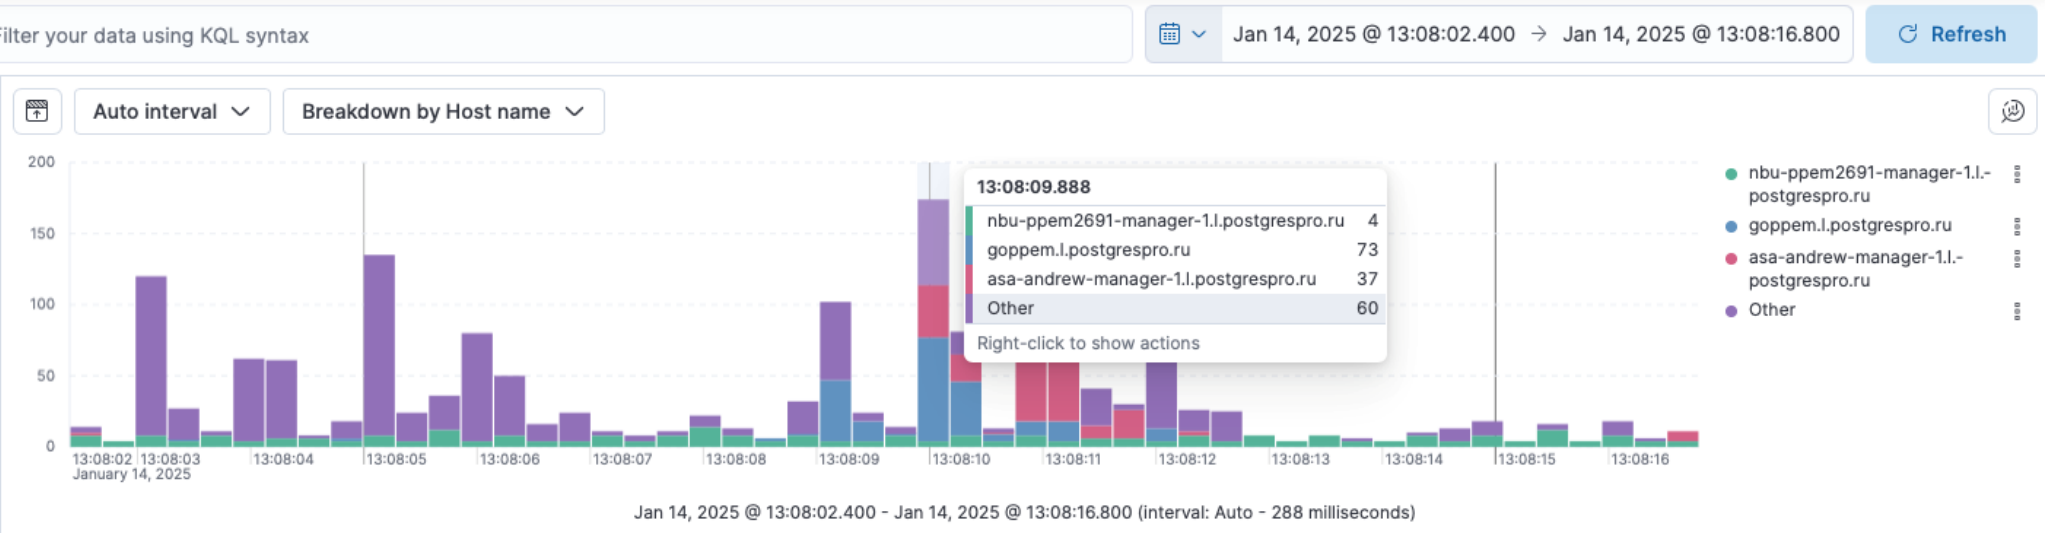 Filter your data using KQL syntax
Jan 14, 2025 @ 13:08:02.400 → Jan 14, 2025 @ 13:08:16.800
Refresh
Auto interval
Breakdown by Host name
200
150
100
50
0
13:08:09.888
nbu-ppem2691-manager-1.l.postgrespro.ru 4
goppem.l.postgrespro.ru 73
asa-andrew-manager-1.l.postgrespro.ru 37
Other 60
Right-click to show actions
nbu-ppem2691-manager-1.l.-
postgrespro.ru
goppem.l.postgrespro.ru
asa-andrew-manager-1.l.-
postgrespro.ru
Other
13:08:02 13:08:03 13:08:04 13:08:05 13:08:06 13:08:07 13:08:08 13:08:09 13:08:10 13:08:11 13:08:12 13:08:13 13:08:14 13:08:15 13:08:16
January 14, 2025
Jan 14, 2025 @ 13:08:02.400 - Jan 14, 2025 @ 13:08:16.800 (interval: Auto - 288 milliseconds)